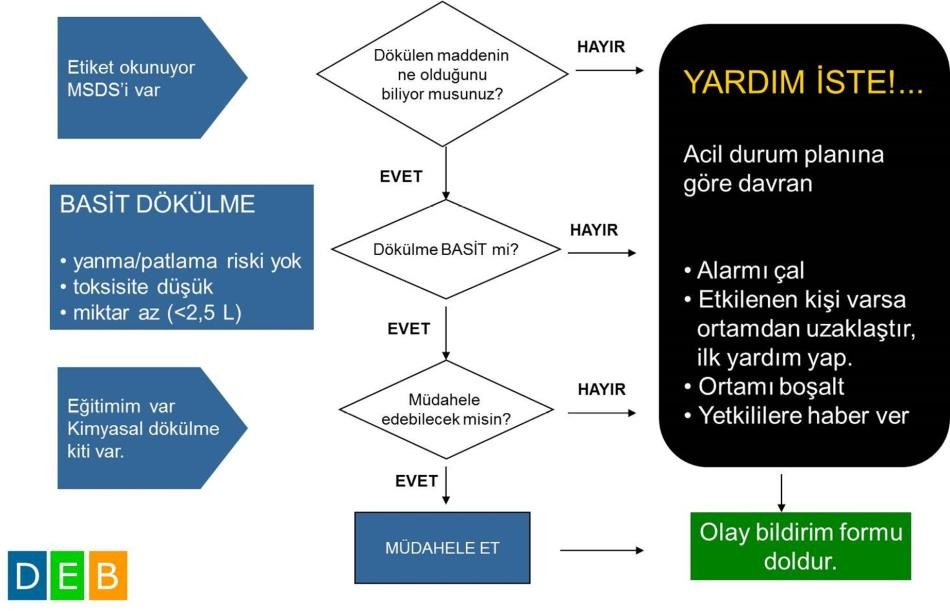 Etiket okunuyor
MSDS'i var
Dökülen maddenin
ne olduğunu
biliyor musunuz?
HAYIR
EVET
BASİT DÖKÜLME
• yanma/patlama riski yok
• toksisite düşük
• miktar az (<2,5 L)
Dökülme BASİT mi?
HAYIR
EVET
Eğitimim var
Kimyasal dökülme
kiti var.
Müdahele
edebilecek misin?
HAYIR
EVET
MÜDAHELE ET
YARDIM İSTE!...
Acil durum planına
göre davran
• Alarmı çal
• Etkilenen kişi varsa
ortamdan uzaklaştır,
ilk yardım yap.
• Ortamı boşalt
• Yetkililere haber ver
Olay bildirim formu
doldur.
D E B